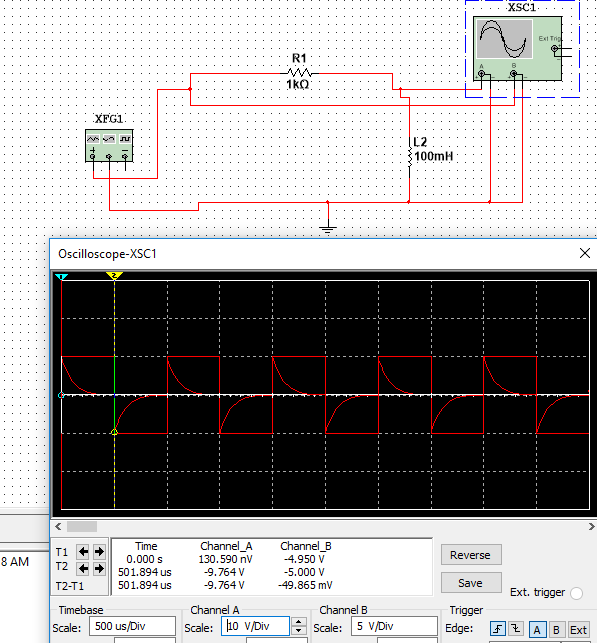 XSC1
Ext Trig
A B
R1
1kΩ
XFG1
L2
100mH
Oscilloscope-XSC1
1 2
8 AM
T1
T2
T2-T1
Time Channel_A Channel_B
0.000 s 130.590 nV -4.950 V
501.894 us -9.764 V -5.000 V
501.894 us -9.764 V -49.865 mV
Reverse
Save
Ext. trigger
Timebase
Scale: 500 us/Div
Channel A
Scale: 10 V/Div
Channel B
Scale: 5 V/Div
Trigger
Edge: A B Ext